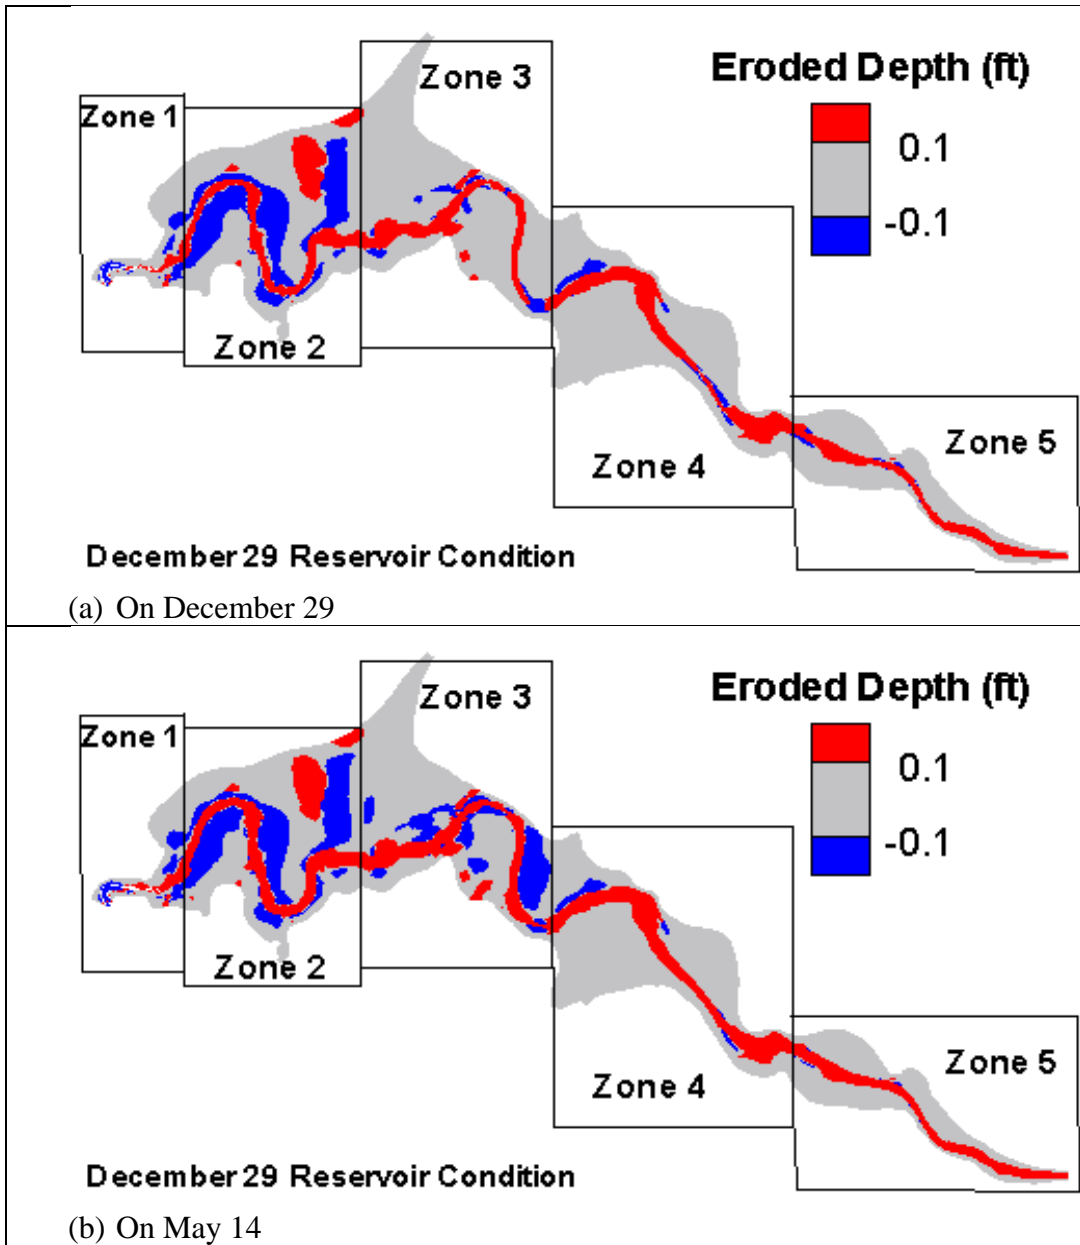 Zone 3
Eroded Depth (ft)
Zone 1
0.1
-0.1
Zone 2
Zone 4
Zone 5
December 29 Reservoir Condition
(a) On December 29
Zone 3
Eroded Depth (ft)
Zone 1
0.1
-0.1
Zone 2
Zone 5
Zone 4
December 29 Reservoir Condition
(b) On May 14